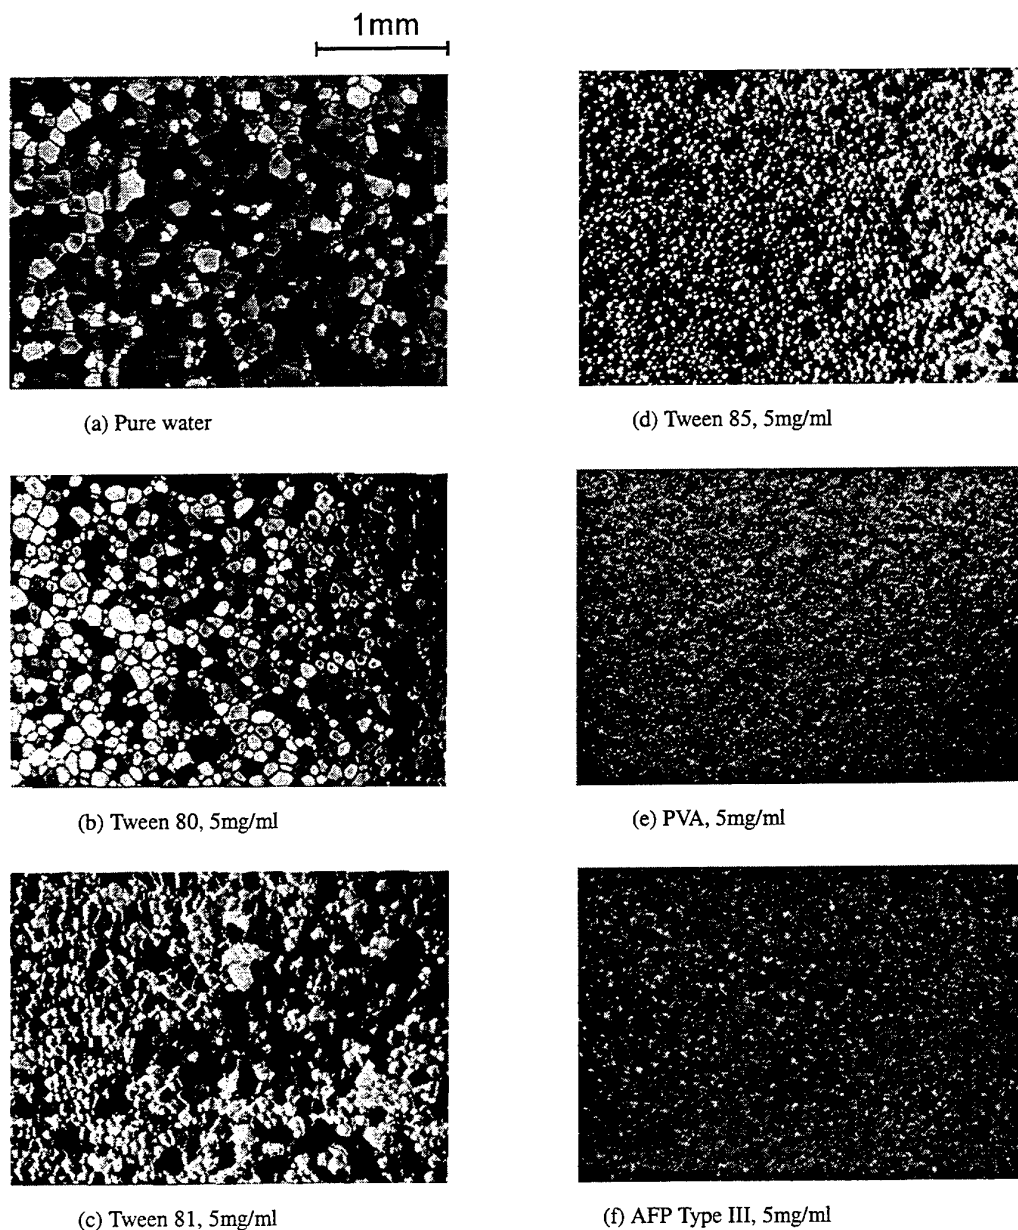 1mm
(a) Pure water
(b) Tween 80, 5mg/ml
(c) Tween 81, 5mg/ml
(d) Tween 85, 5mg/ml
(e) PVA, 5mg/ml
(f) AFP Type III, 5mg/ml